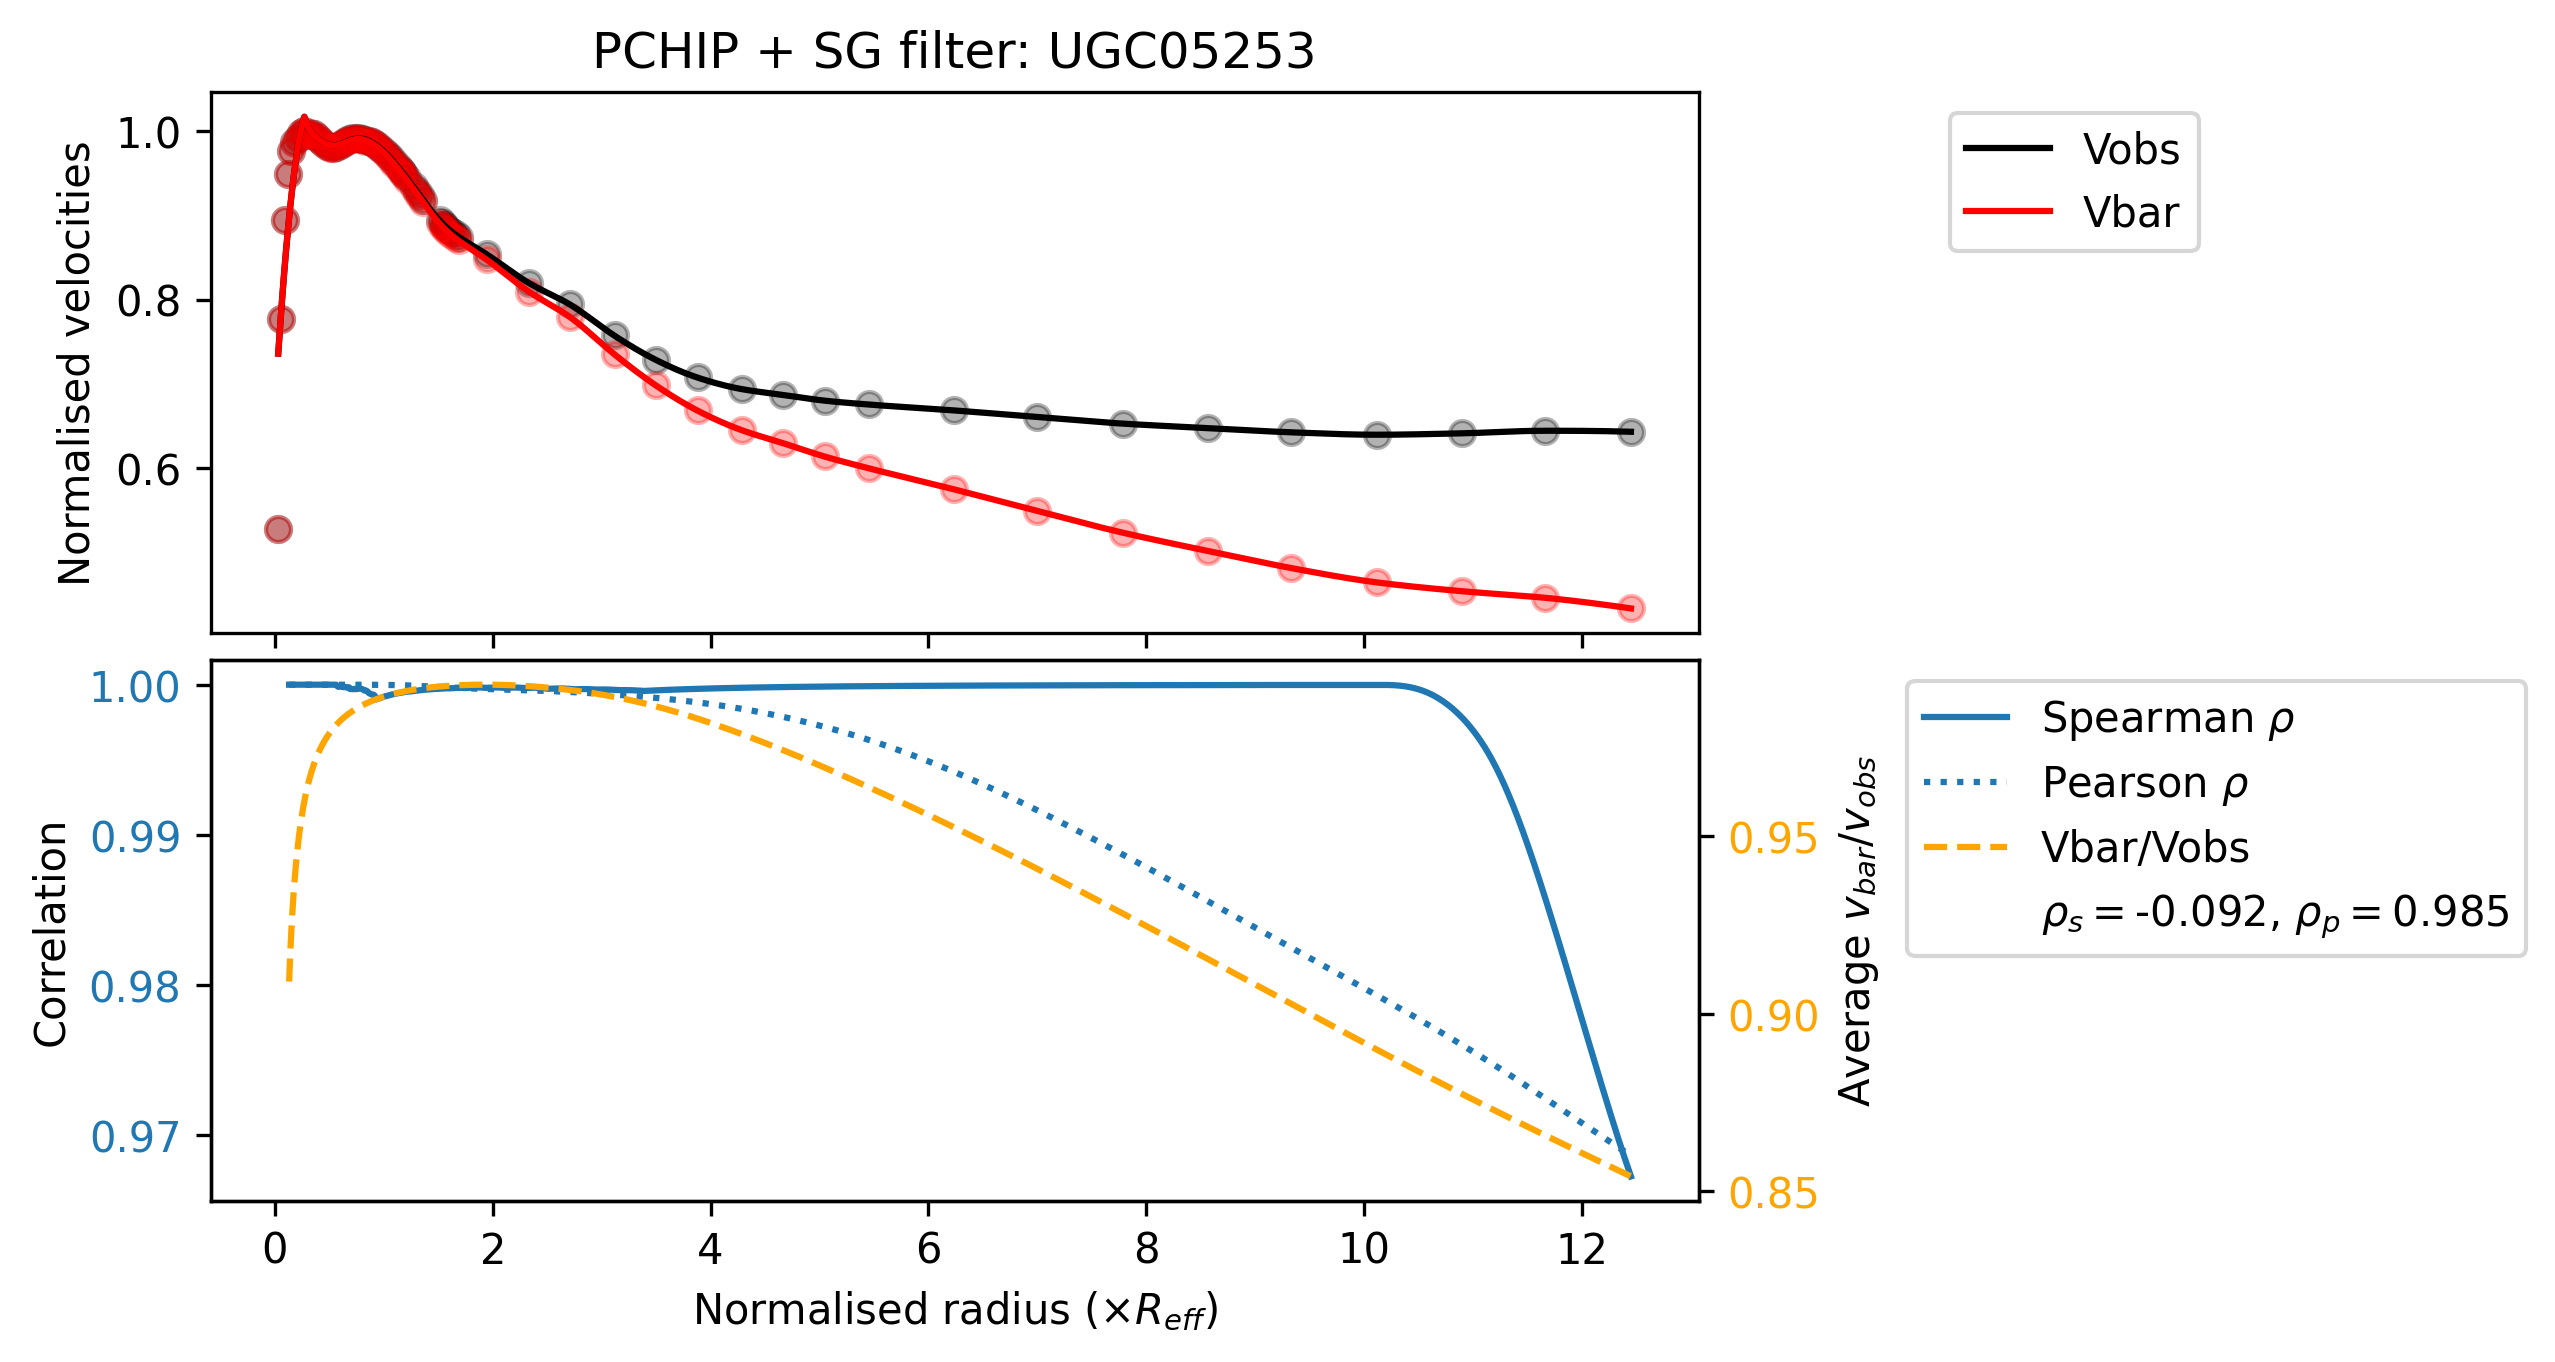 PCHIP + SG filter: UGC05253
Normalised velocities
1.0
0.8
0.6
Vobs
Vbar
Correlation
1.00
0.99
0.98
0.97
0.95
0.90
0.85
Average v_bar/v_obs
Spearman ρ
Pearson ρ
Vbar/Vobs
ρ_s = -0.092, ρ_p = 0.985
0 2 4 6 8 10 12
Normalised radius (×R_eff)